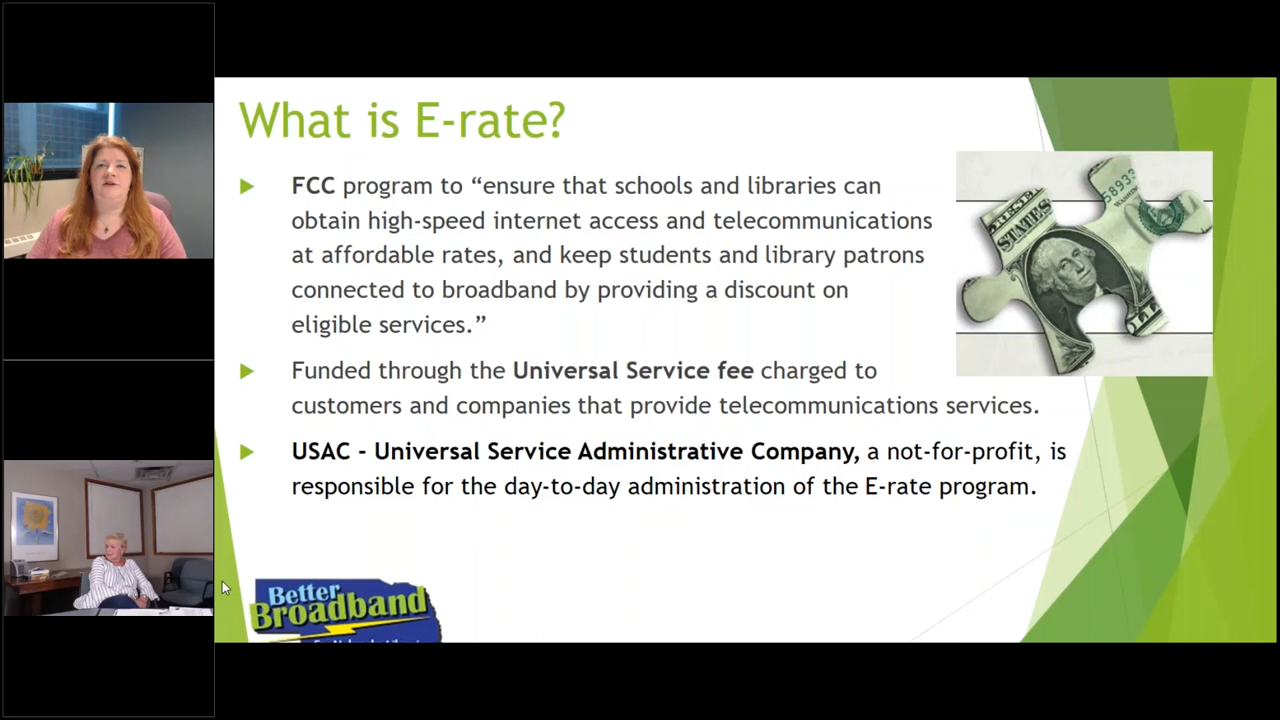 What is E-rate?
FCC program to “ensure that schools and libraries can
obtain high-speed internet access and telecommunications
at affordable rates, and keep students and library patrons
connected to broadband by providing a discount on
eligible services.”
Funded through the Universal Service fee charged to
customers and companies that provide telecommunications services.
USAC - Universal Service Administrative Company, a not-for-profit, is
responsible for the day-to-day administration of the E-rate program.
STATES
Better
Broadband